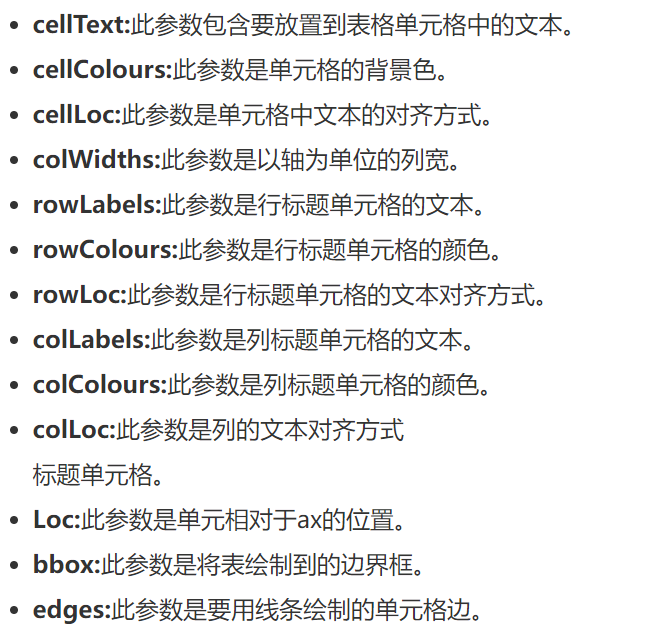 cellText:此参数包含要放置到表格单元格中的文本。
cellColours:此参数是单元格的背景色。
cellLoc:此参数是单元格中文本的对齐方式。
colWidths:此参数是以轴为单位的列宽。
rowLabels:此参数是行标题单元格的文本。
rowColours:此参数是行标题单元格的颜色。
rowLoc:此参数是行标题单元格的文本对齐方式。
colLabels:此参数是列标题单元格的文本。
colColours:此参数是列标题单元格的颜色。
colLoc:此参数是列的文本对齐方式
标题单元格。
Loc:此参数是单元相对于ax的位置。
bbox:此参数是将表绘制到的边界框。
edges:此参数是要用线条绘制的单元格边。